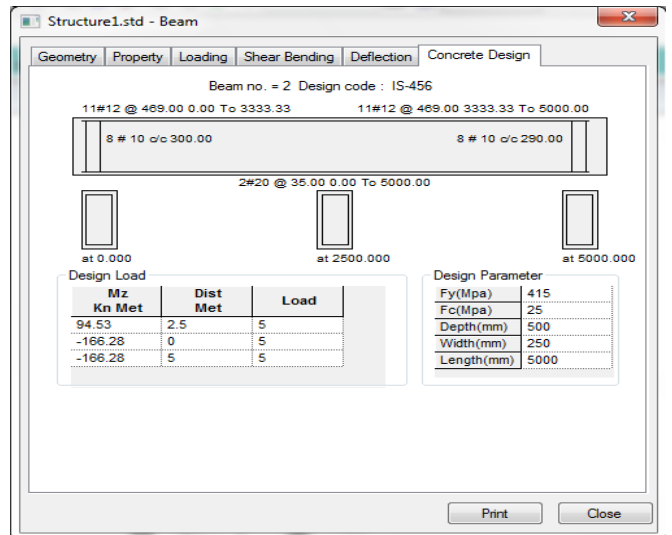 Structure1.std - Beam
Geometry Property Loading Shear Bending Deflection Concrete Design
Beam no. = 2 Design code : IS-456
11#12 @ 469.00 0.00 To 3333.33 11#12 @ 469.00 3333.33 To 5000.00
8 # 10 c/c 300.00 8 # 10 c/c 290.00
2#20 @ 35.00 0.00 To 5000.00
at 0.000 at 2500.000 at 5000.000
Design Load Design Parameter
Mz Dist Load
Kn Met Met
94.53 2.5 5
-166.28 0 5
-166.28 5 5
Fy(Mpa) 415
Fc(Mpa) 25
Depth(mm) 500
Width(mm) 250
Length(mm) 5000
Print Close